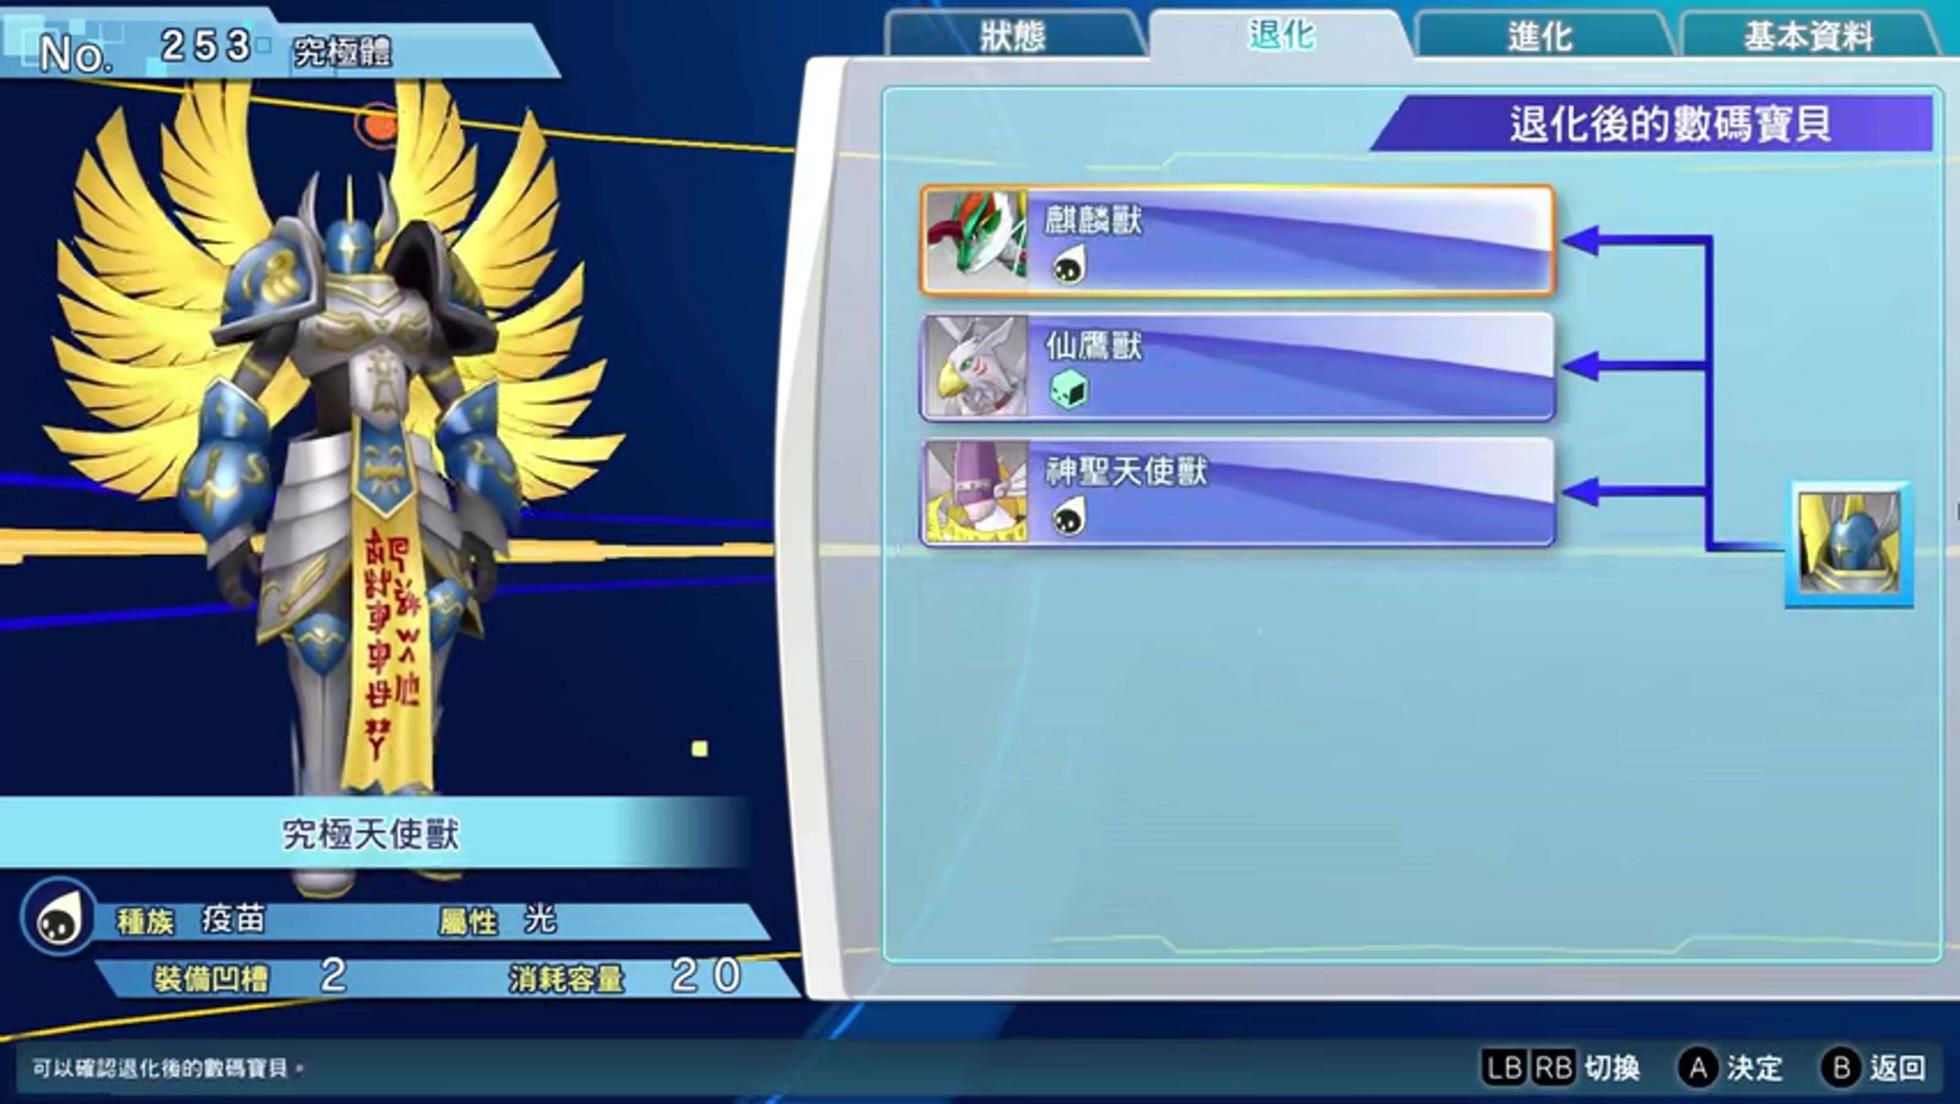 No. 253 究極體
狀態 退化 進化 基本資料
退化後的數碼寶貝
麒麟獸
仙鷹獸
神聖天使獸
究極天使獸
種族 疫苗 屬性 光
裝備凹槽 2 消耗容量 20
可以確認退化後的數碼寶貝。
LB RB 切換 A 決定 B 返回